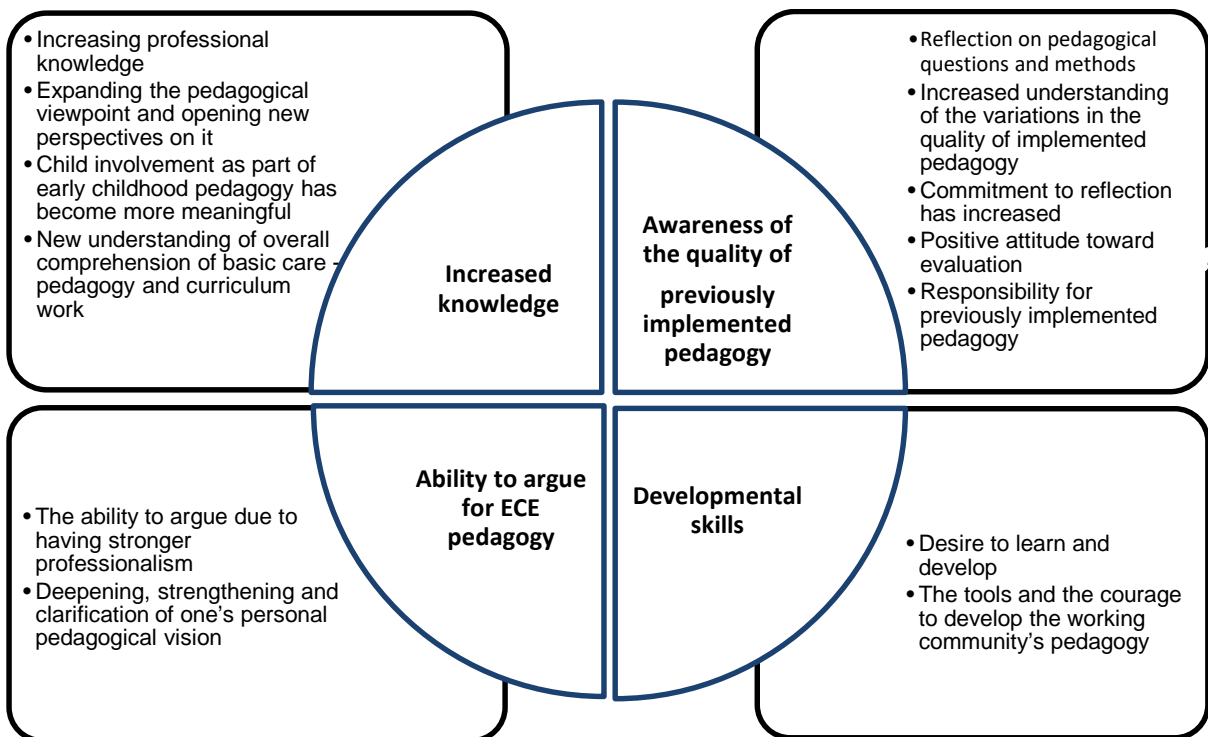 •Increasing professional
knowledge
•Expanding the pedagogical
viewpoint and opening new
perspectives on it
•Child involvement as part of
early childhood pedagogy has
become more meaningful
•New understanding of overall
comprehension of basic care -
pedagogy and curriculum
work
•Reflection on pedagogical
questions and methods
•Increased understanding
of the variations in the
quality of implemented
pedagogy
•Commitment to reflection
has increased
•Positive attitude toward
evaluation
•Responsibility for
previously implemented
pedagogy
Increased
knowledge
Awareness of
the quality of
previously
implemented
pedagogy
Ability to argue
for ECE
pedagogy
Developmental
skills
•The ability to argue due to
having stronger
professionalism
•Deepening, strengthening and
clarification of one's personal
pedagogical vision
•Desire to learn and
develop
•The tools and the courage
to develop the working
community's pedagogy